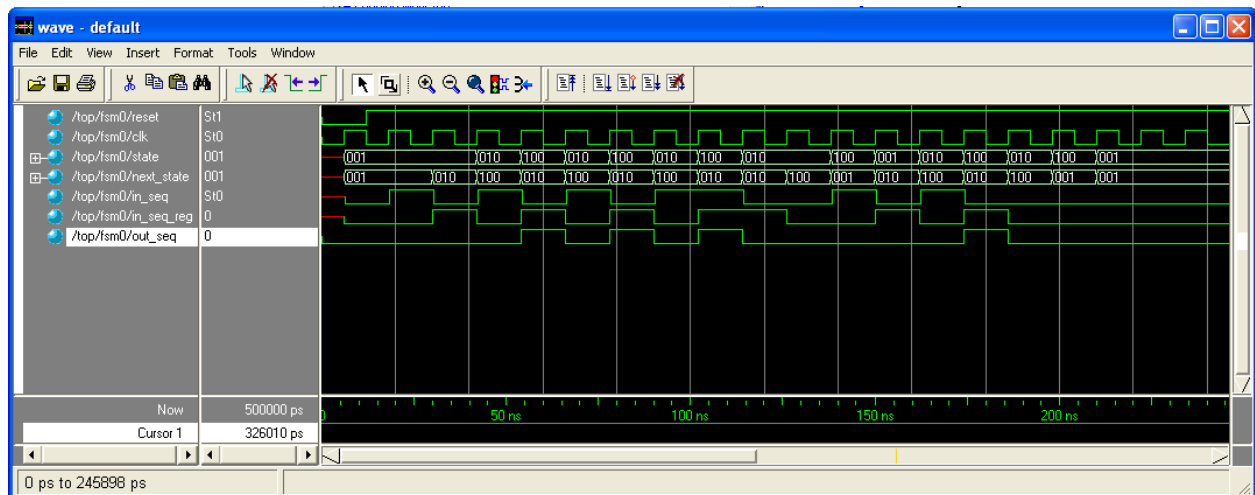 wave - default
File Edit View Insert Format Tools Window
/top/fsm0/reset St1
/top/fsm0/clk St0
/top/fsm0/state 001 001 010 100 010 100 010 100 010 100 001 010 100 010 100 001
/top/fsm0/next_state 001 001 010 100 010 100 010 100 010 010 010 100 001 010 100 010 100 001 001
/top/fsm0/in_seq St0
/top/fsm0/in_seq_reg 0
/top/fsm0/out_seq 0
Now 500000 ps 0 50 ns 100 ns 150 ns 200 ns
Cursor 1 326010 ps
0 ps to 245898 ps